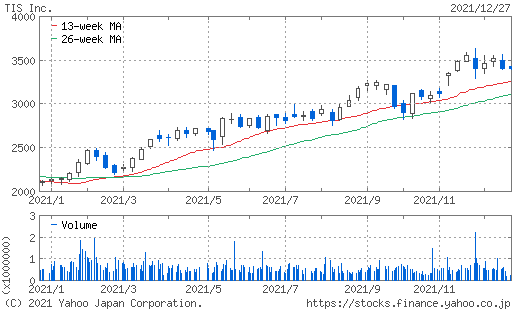 TIS Inc. 2021/12/27
4000
13-week MA
26-week MA
3500
3000
2500
2000
2021/1 2021/3 2021/5 2021/7 2021/9 2021/11
3
Volume
2
1
0
(x1000000)
2021/1 2021/3 2021/5 2021/7 2021/9 2021/11
(C) 2021 Yahoo Japan Corporation. https://stocks.finance.yahoo.co.jp/